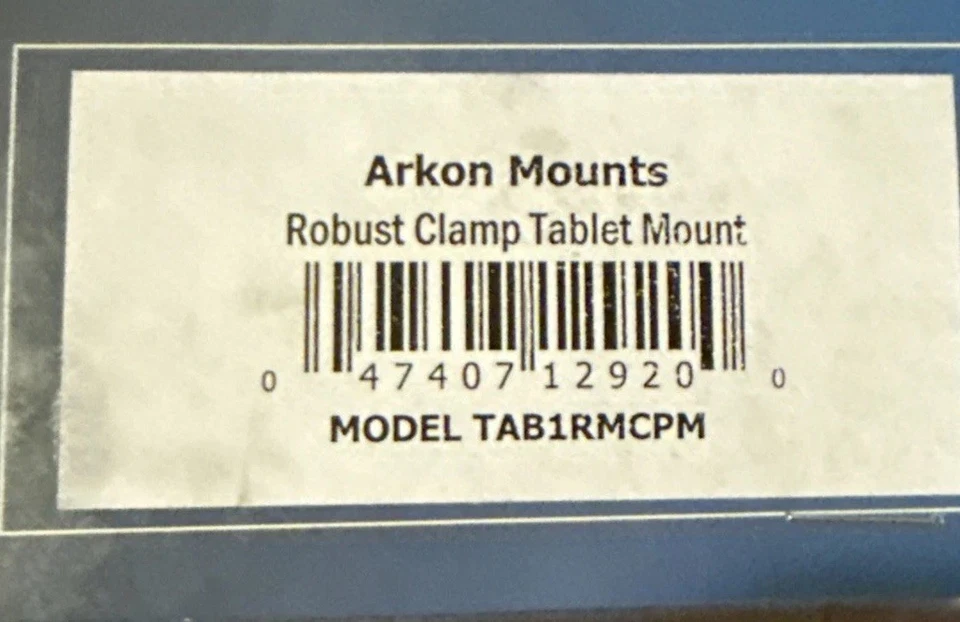 Arkon Mounts
Robust Clamp Tablet Mount
0 47407 12920 0
MODEL TAB1RMCPM